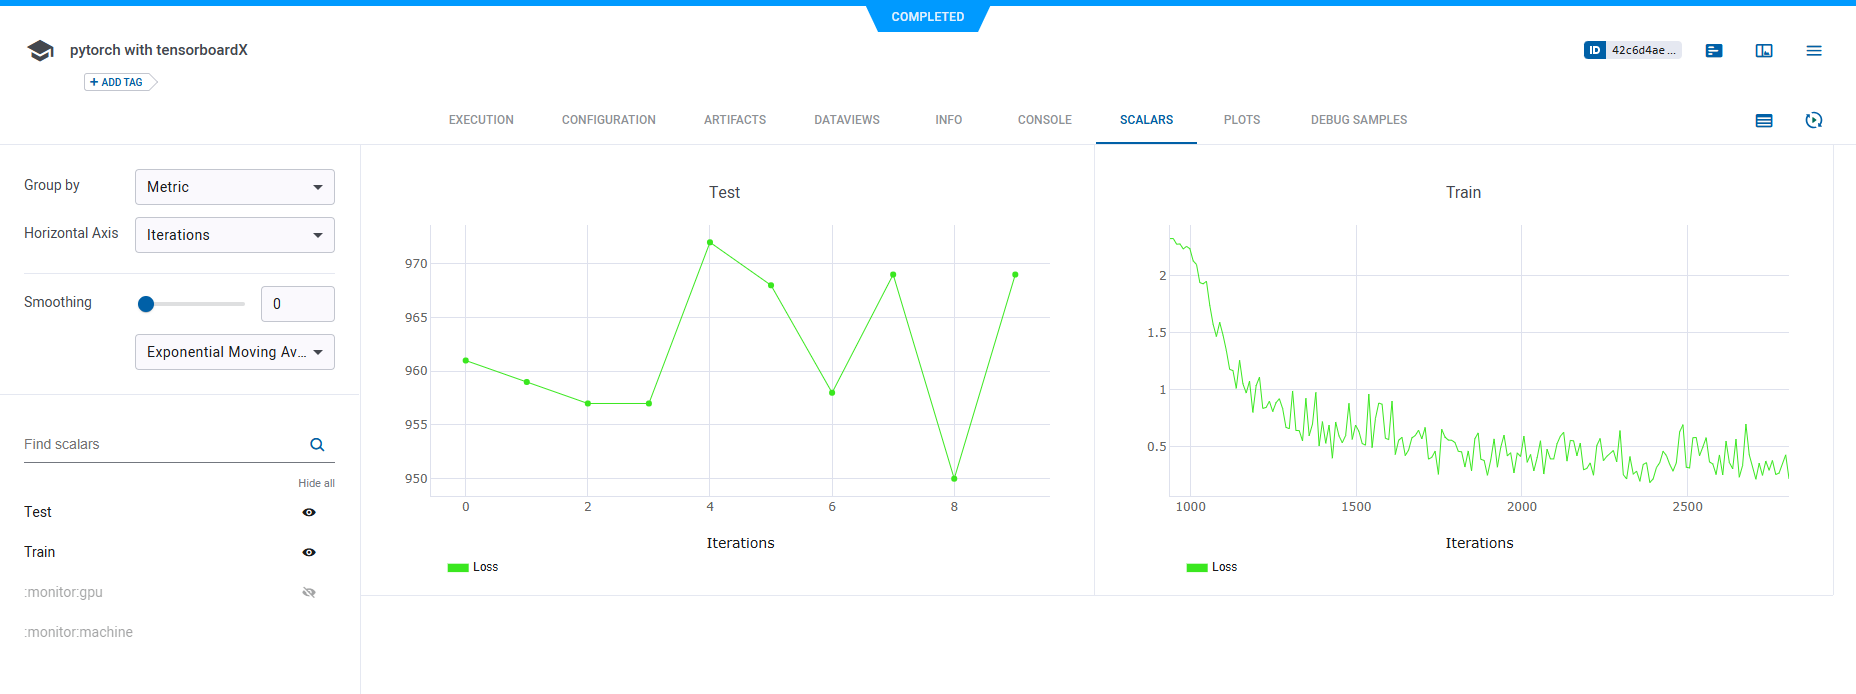 COMPLETED
pytorch with tensorboardX
ID 42c6d4ae ...
+ ADD TAG
EXECUTION CONFIGURATION ARTIFACTS DATAVIEWS INFO CONSOLE SCALARS PLOTS DEBUG SAMPLES
Group by Metric
Horizontal Axis Iterations
Smoothing 0
Exponential Moving Av...
Find scalars
Hide all
Test
Train
:monitor:gpu
:monitor:machine
Test
970
965
960
955
950
0 2 4 6 8
Iterations
Loss
Train
2
1.5
1
0.5
1000 1500 2000 2500
Iterations
Loss